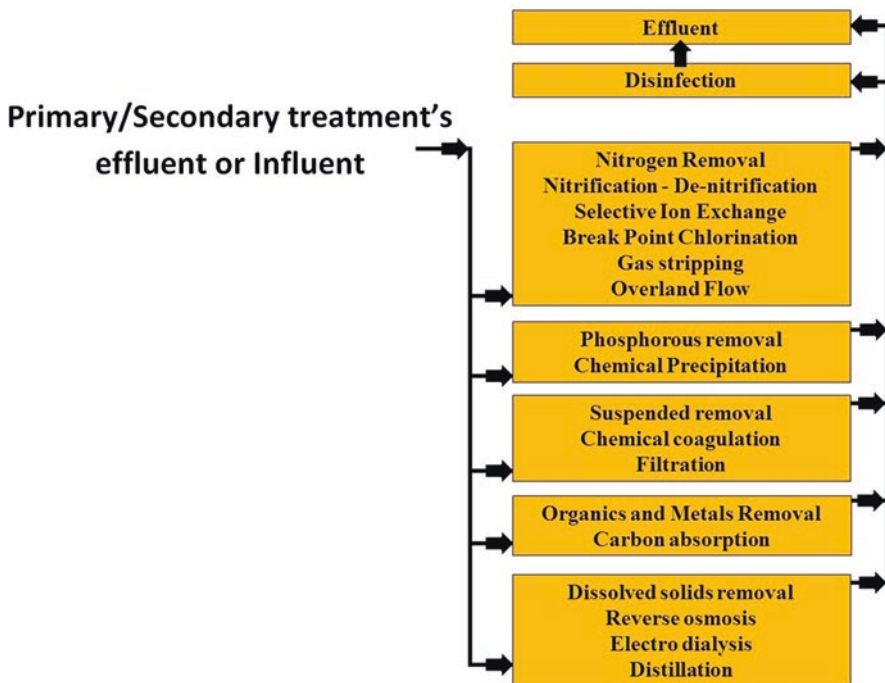 Effluent
Disinfection
Primary/Secondary treatment's
effluent or Influent
Nitrogen Removal
Nitrification - De-nitrification
Selective Ion Exchange
Break Point Chlorination
Gas stripping
Overland Flow
Phosphorous removal
Chemical Precipitation
Suspended removal
Chemical coagulation
Filtration
Organics and Metals Removal
Carbon absorption
Dissolved solids removal
Reverse osmosis
Electro dialysis
Distillation